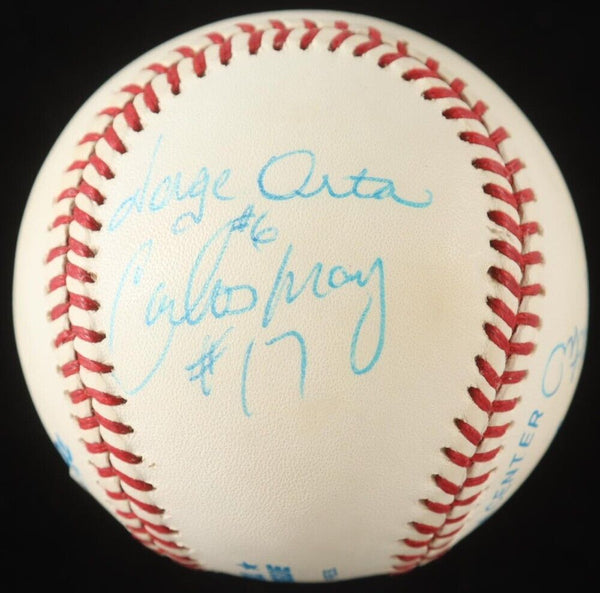 Jorge Orta
#6
Carlos May
#17
CENTER